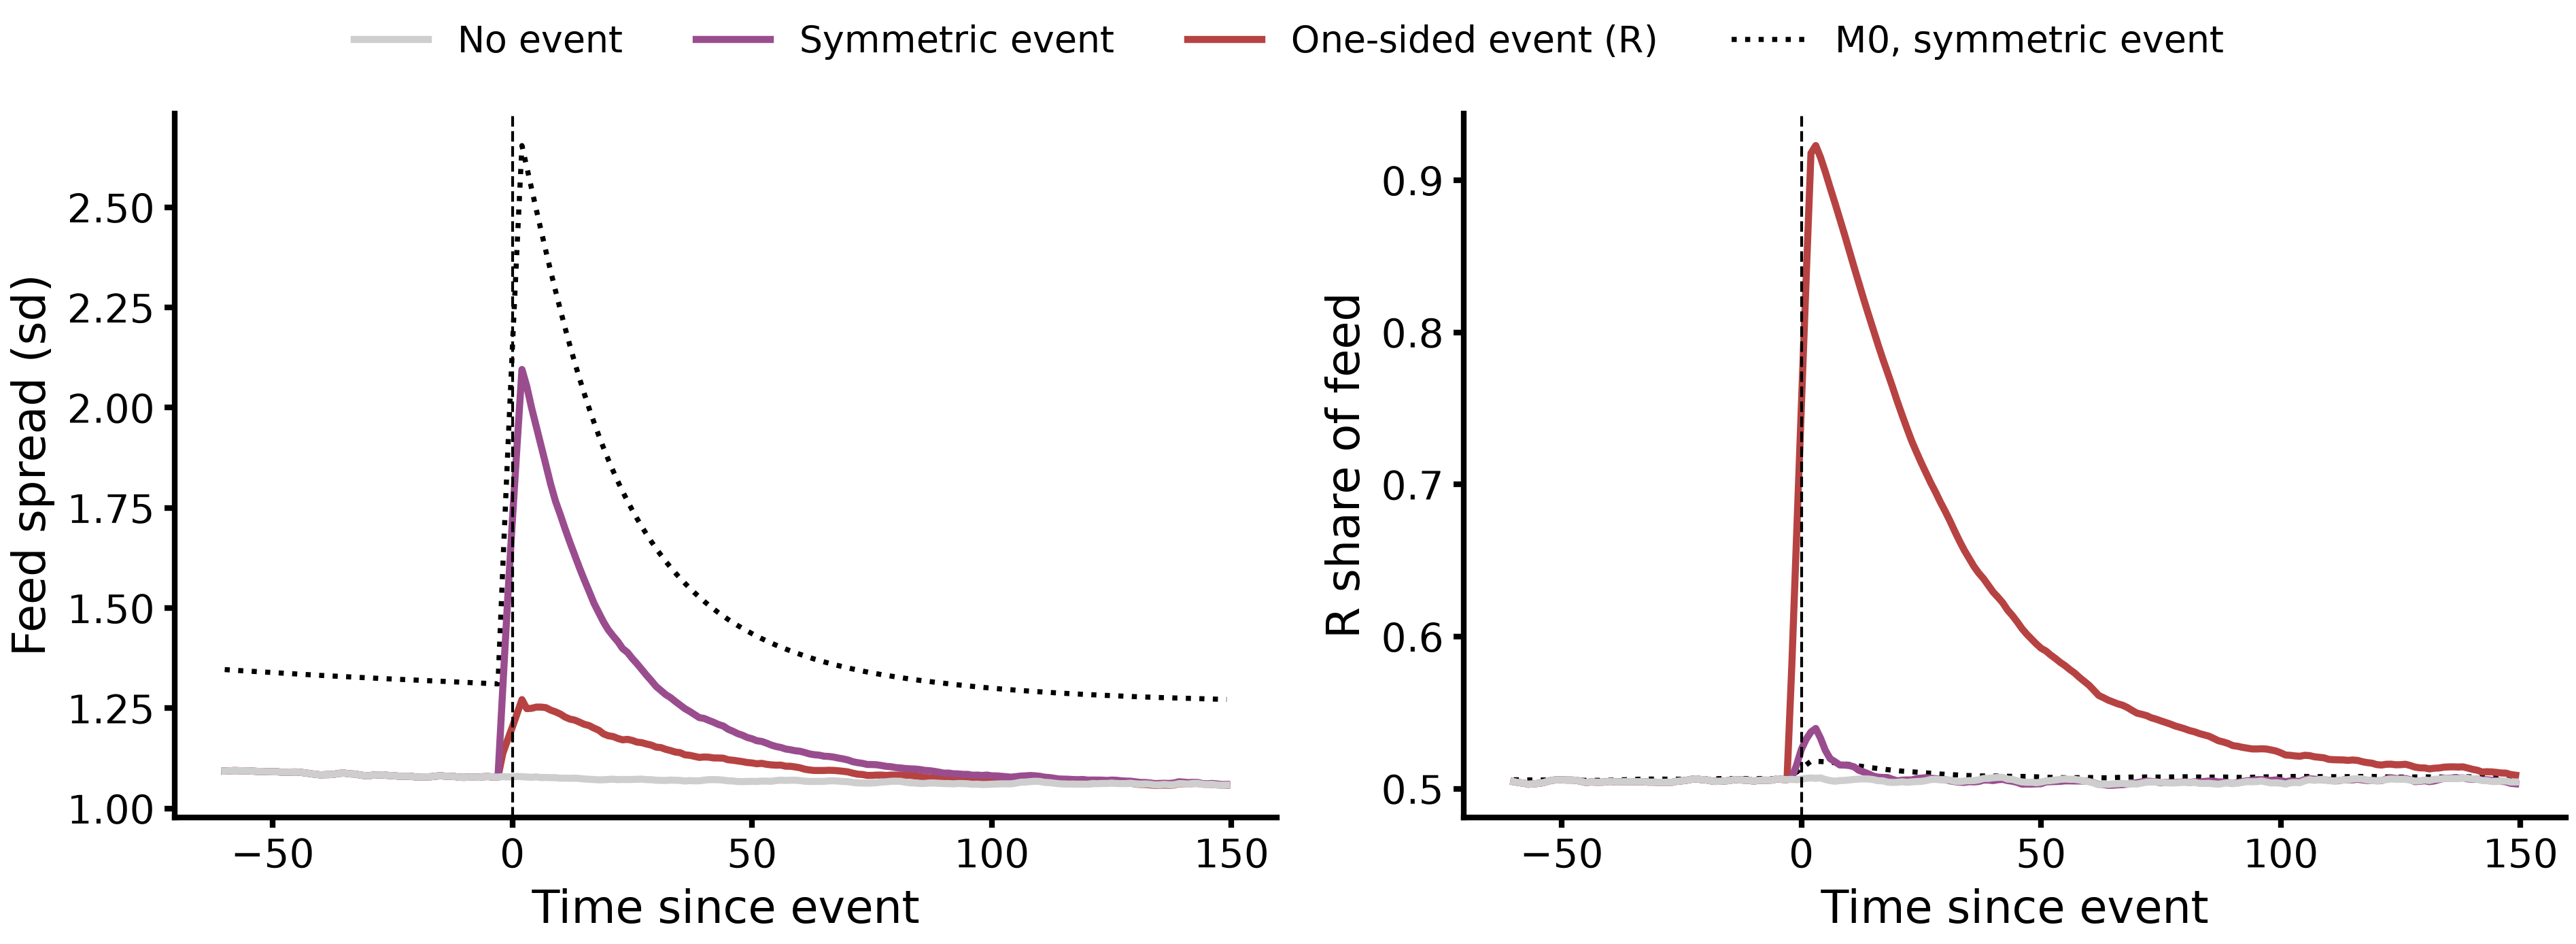 No event
Symmetric event
One-sided event (R)
M0, symmetric event
Feed spread (sd)
2.50
2.25
2.00
1.75
1.50
1.25
1.00
−50
0
50
100
150
Time since event
R share of feed
0.9
0.8
0.7
0.6
0.5
−50
0
50
100
150
Time since event